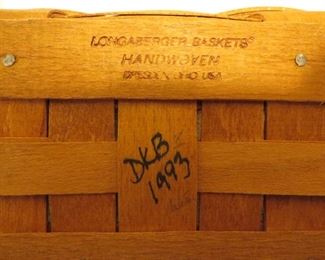 LONGABERGER BASKETS®
HANDWOVEN
DRESDEN, OHIO USA
DKB
1993